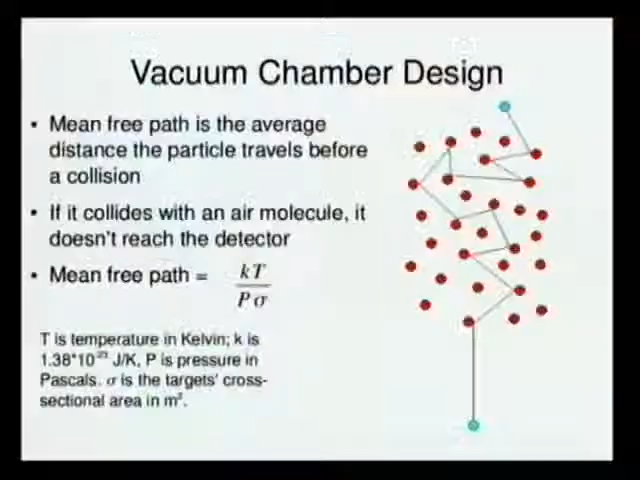 Vacuum Chamber Design
• Mean free path is the average
distance the particle travels before
a collision
• If it collides with an air molecule, it
doesn't reach the detector
• Mean free path = kT / Pσ
T is temperature in Kelvin; k is
1.38*10⁻²³ J/K, P is pressure in
Pascals. σ is the targets' cross-
sectional area in m².